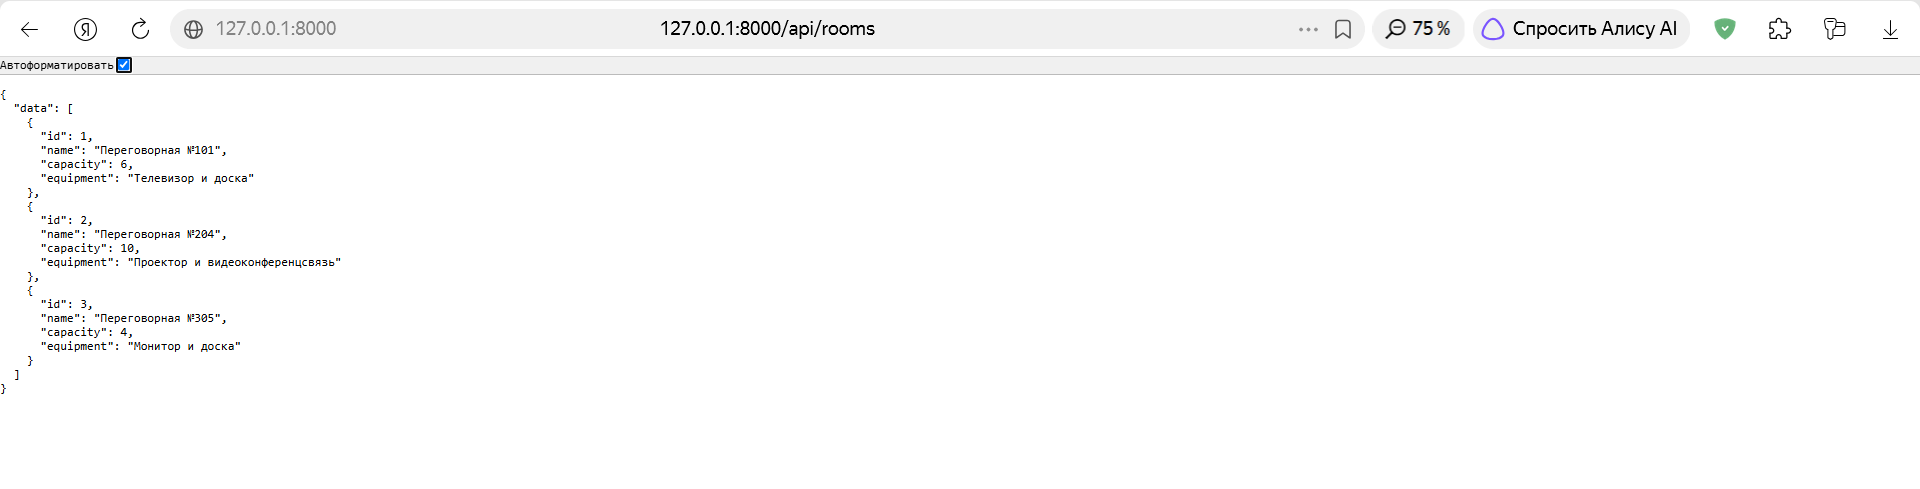 127.0.0.1:8000 127.0.0.1:8000/api/rooms 75 % Спросить Алису AI
Автоформатировать
{
  "data": [
    {
      "id": 1,
      "name": "Переговорная №101",
      "capacity": 6,
      "equipment": "Телевизор и доска"
    },
    {
      "id": 2,
      "name": "Переговорная №204",
      "capacity": 10,
      "equipment": "Проектор и видеоконференцсвязь"
    },
    {
      "id": 3,
      "name": "Переговорная №305",
      "capacity": 4,
      "equipment": "Монитор и доска"
    }
  ]
}